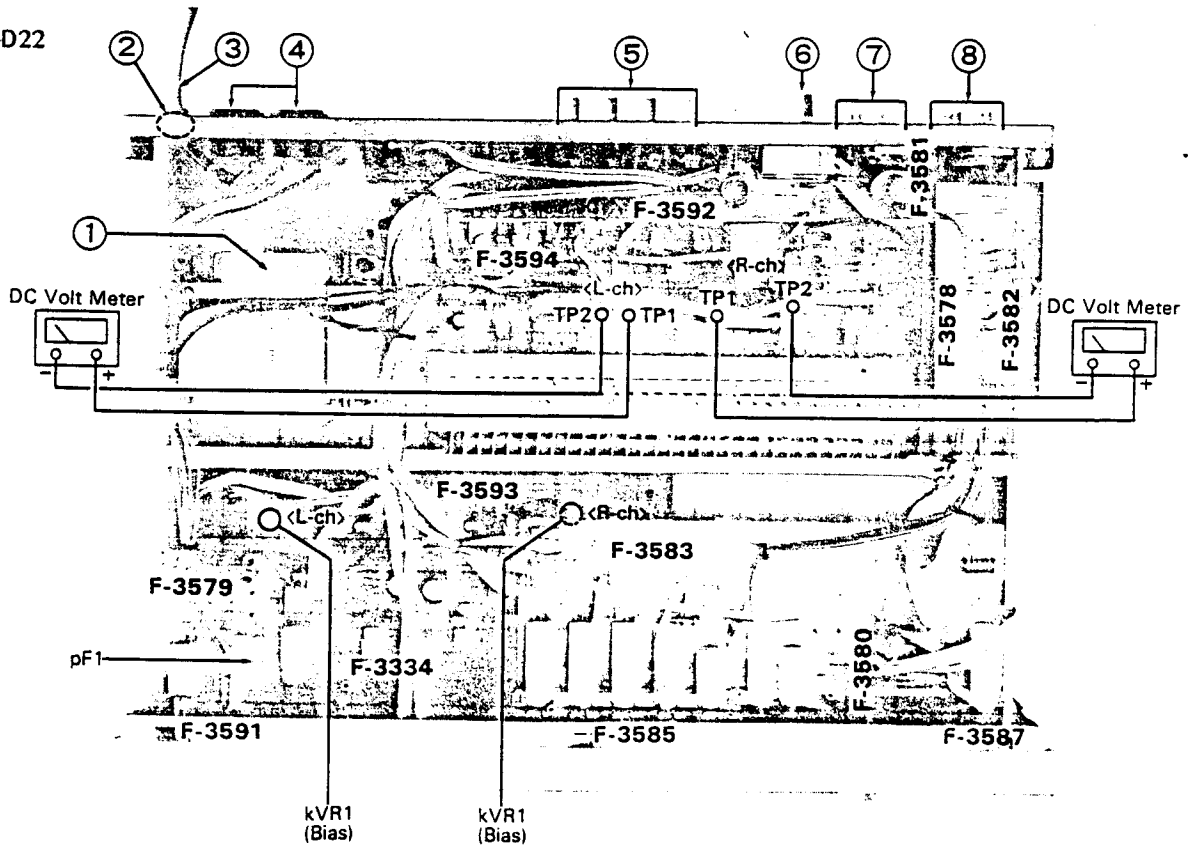 -D22
② ③ ④ ⑤ ⑥ ⑦ ⑧
F-3581
F-3592
①
F-3594
<R-ch>
<L-ch>
DC Volt Meter
TP2 TP1 TP1 TP2
F-3578
F-3582
DC Volt Meter
- +
- +
F-3593
<L-ch>
<R-ch>
F-3583
F-3579
pF1
F-3334
F-3580
F-3591
F-3585
F-3587
kVR1
(Bias)
kVR1
(Bias)